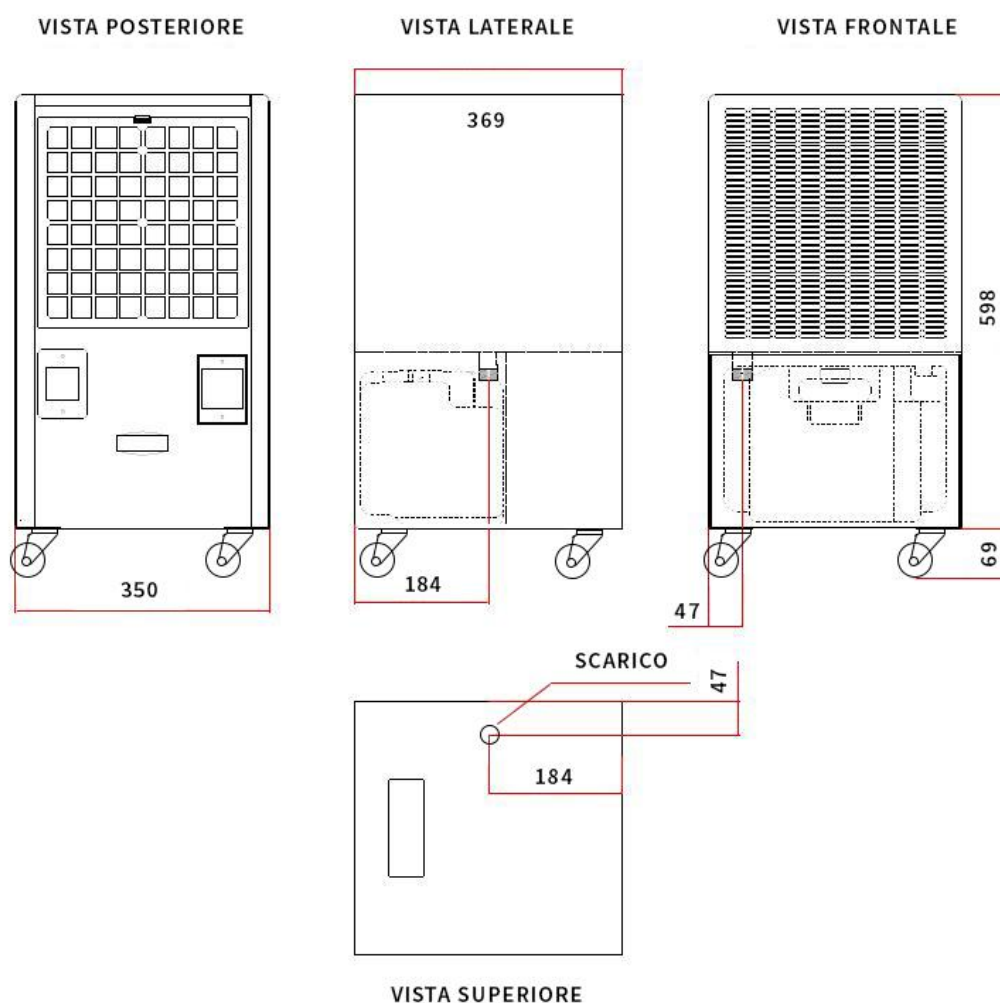 VISTA POSTERIORE
VISTA LATERALE
VISTA FRONTALE
369
598
69
184
350
47
SCARICO
47
184
VISTA SUPERIORE